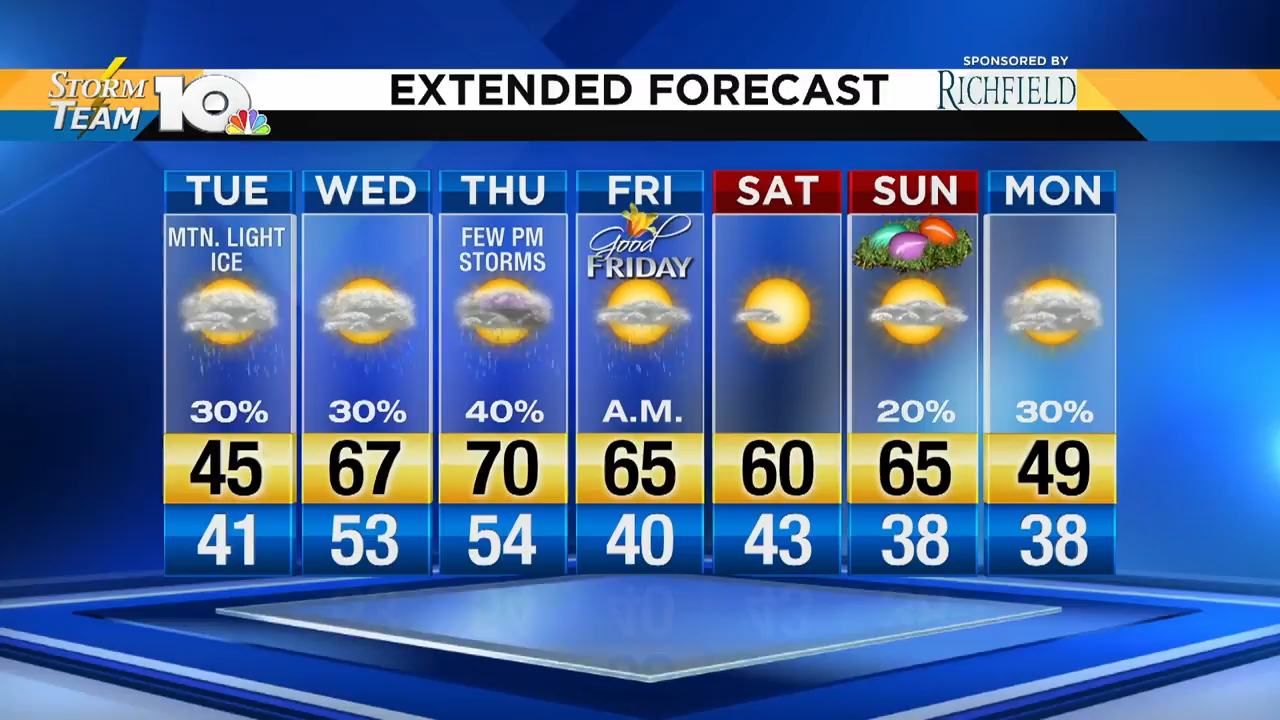 SPONSORED BY
STORM TEAM 10
EXTENDED FORECAST
RICHFIELD
TUE WED THU FRI SAT SUN MON
MTN. LIGHT
ICE
FEW PM
STORMS
Good
FRIDAY
30% 30% 40% A.M. 20% 30%
45 67 70 65 60 65 49
41 53 54 40 43 38 38